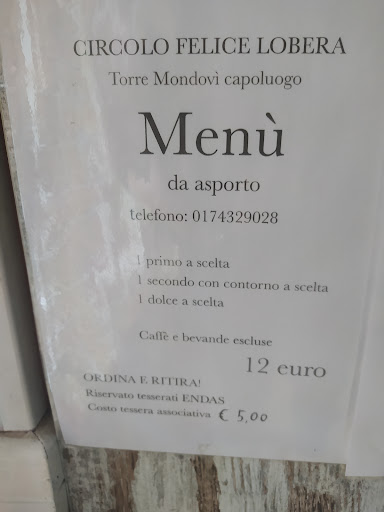 CIRCOLO FELICE LOBERA
Torre Mondovì capoluogo
Menù
da asporto
telefono: 0174329028
1 primo a scelta
1 secondo con contorno a scelta
1 dolce a scelta
Caffè e bevande escluse
12 euro
ORDINA E RITIRA!
Riservato tesserati ENDAS
Costo tessera associativa € 5,00